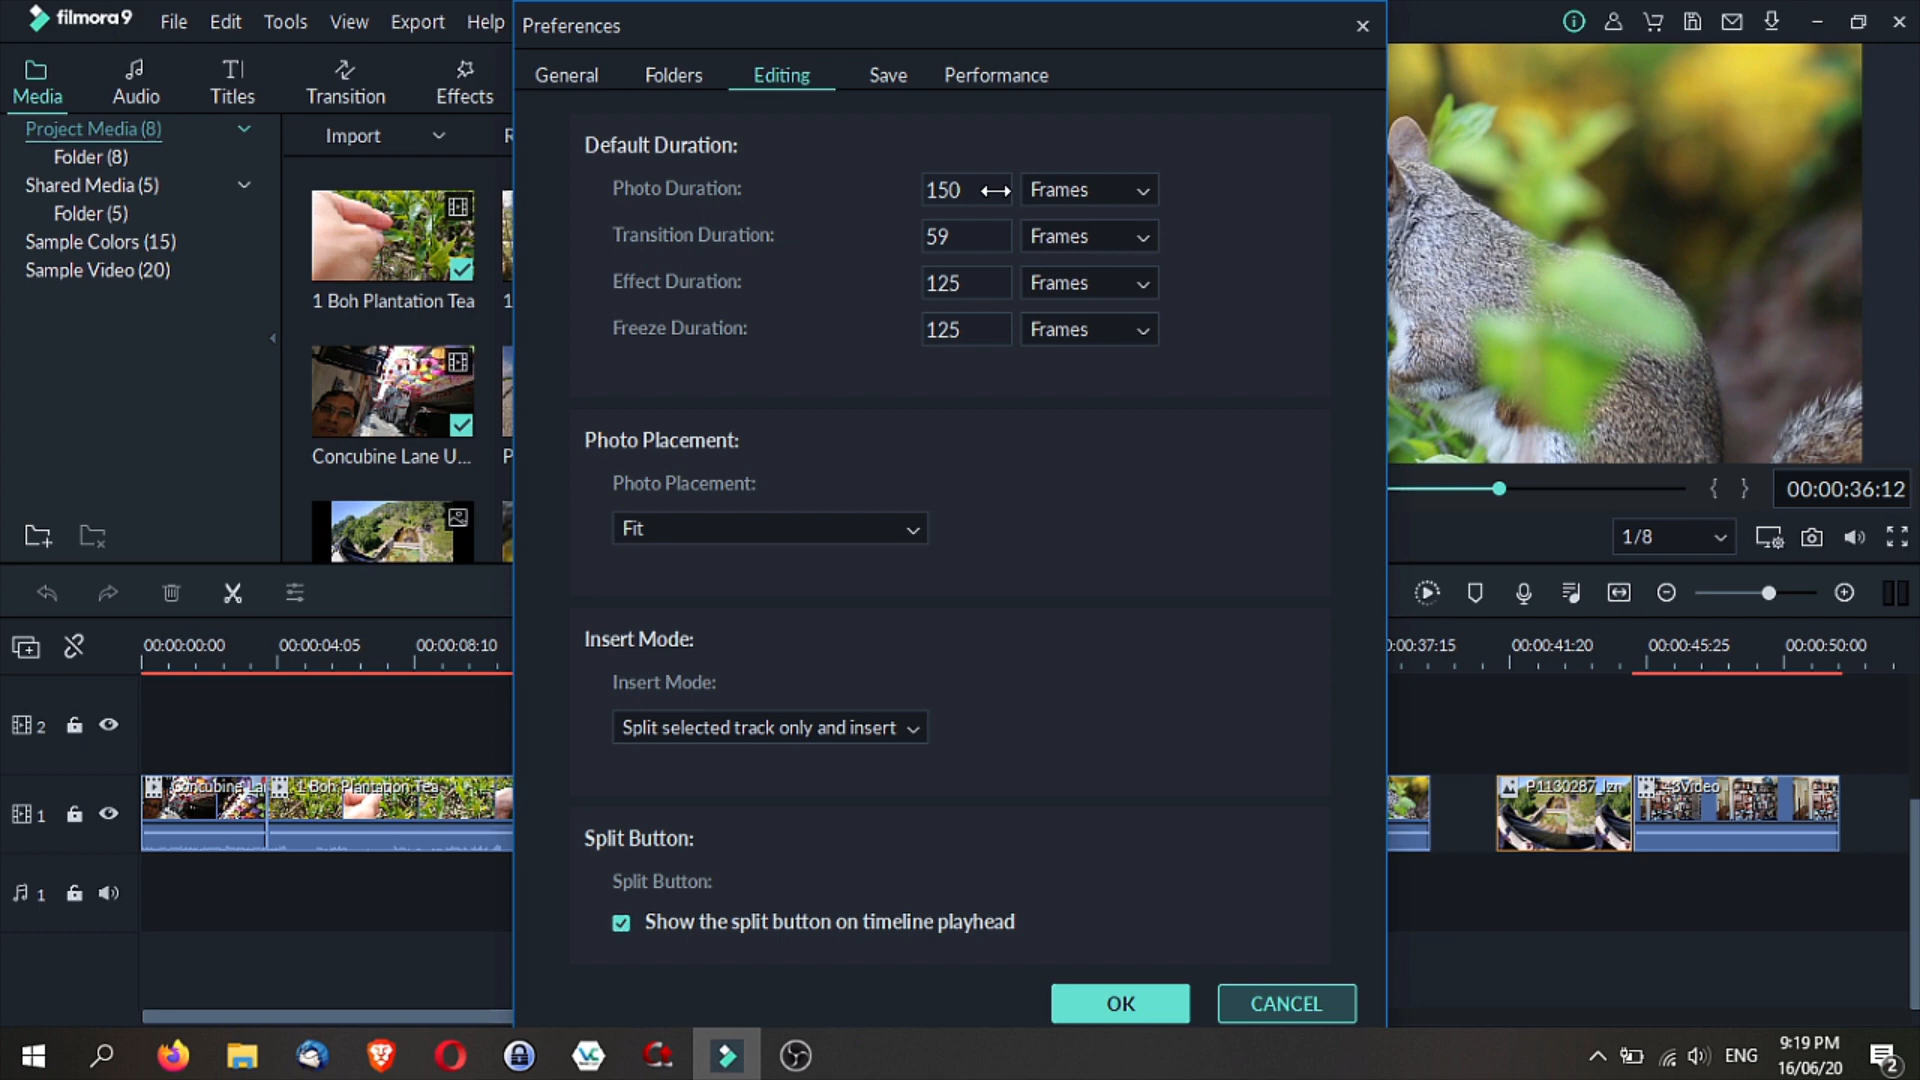 filmora9
File Edit Tools View Export Help
Preferences
Media Audio Titles Transition Effects
General Folders Editing Save Performance
Project Media (8)
Folder (8)
Shared Media (5)
Folder (5)
Sample Colors (15)
Sample Video (20)
Import
1 Boh Plantation Tea
Concubine Lane U...
Default Duration:
Photo Duration: 150 Frames
Transition Duration: 59 Frames
Effect Duration: 125 Frames
Freeze Duration: 125 Frames
Photo Placement:
Photo Placement:
Fit
Insert Mode:
Insert Mode:
Split selected track only and insert
Split Button:
Split Button:
Show the split button on timeline playhead
OK CANCEL
00:00:36:12
1/8
00:00:00:00 00:00:04:05 00:00:08:10 0:00:37:15 00:00:41:20 00:00:45:25 00:00:50:00
2
1 Concubine La 1 Boh Plantation Tea P1130287_lzn 43Video
1
ENG
9:19 PM
16/06/20
2